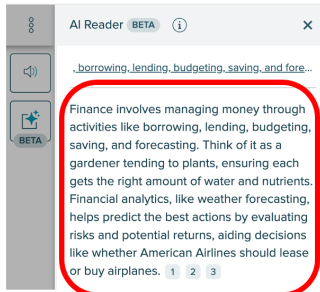 AI Reader BETA i ×
, borrowing, lending, budgeting, saving, and fore...
BETA
Finance involves managing money through
activities like borrowing, lending, budgeting,
saving, and forecasting. Think of it as a
gardener tending to plants, ensuring each
gets the right amount of water and nutrients.
Financial analytics, like weather forecasting,
helps predict the best actions by evaluating
risks and potential returns, aiding decisions
like whether American Airlines should lease
or buy airplanes. 1 2 3